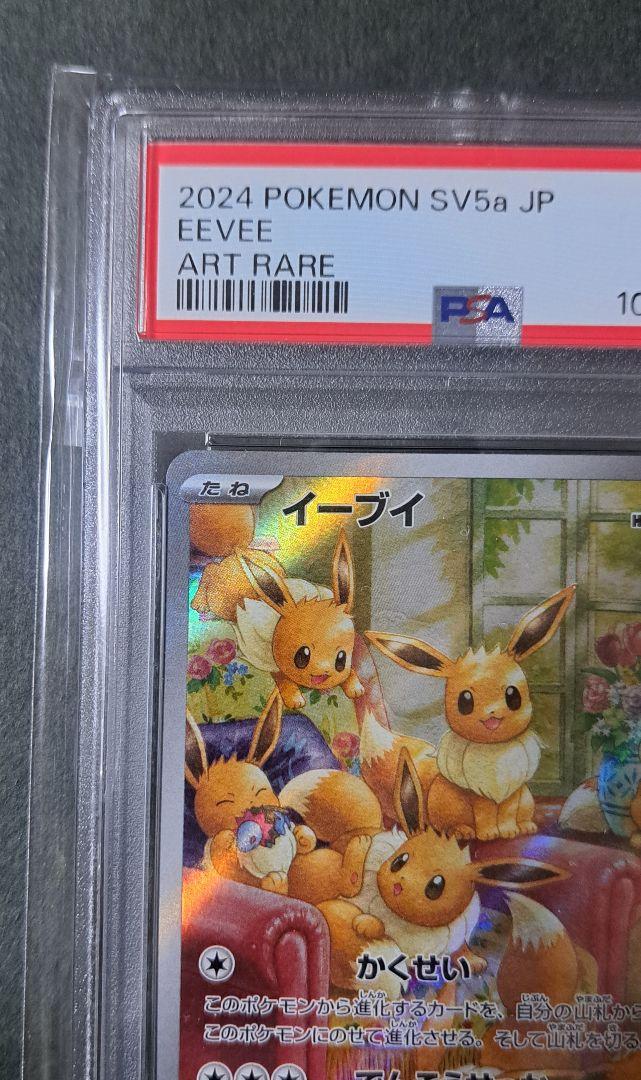 2024 POKEMON SV5a JP
EEVEE
ART RARE
PSA
10
たね
イーブイ
かくせい
このポケモンから進化するカードを、自分の山札から
このポケモンにのせて進化させる。そして山札を切る